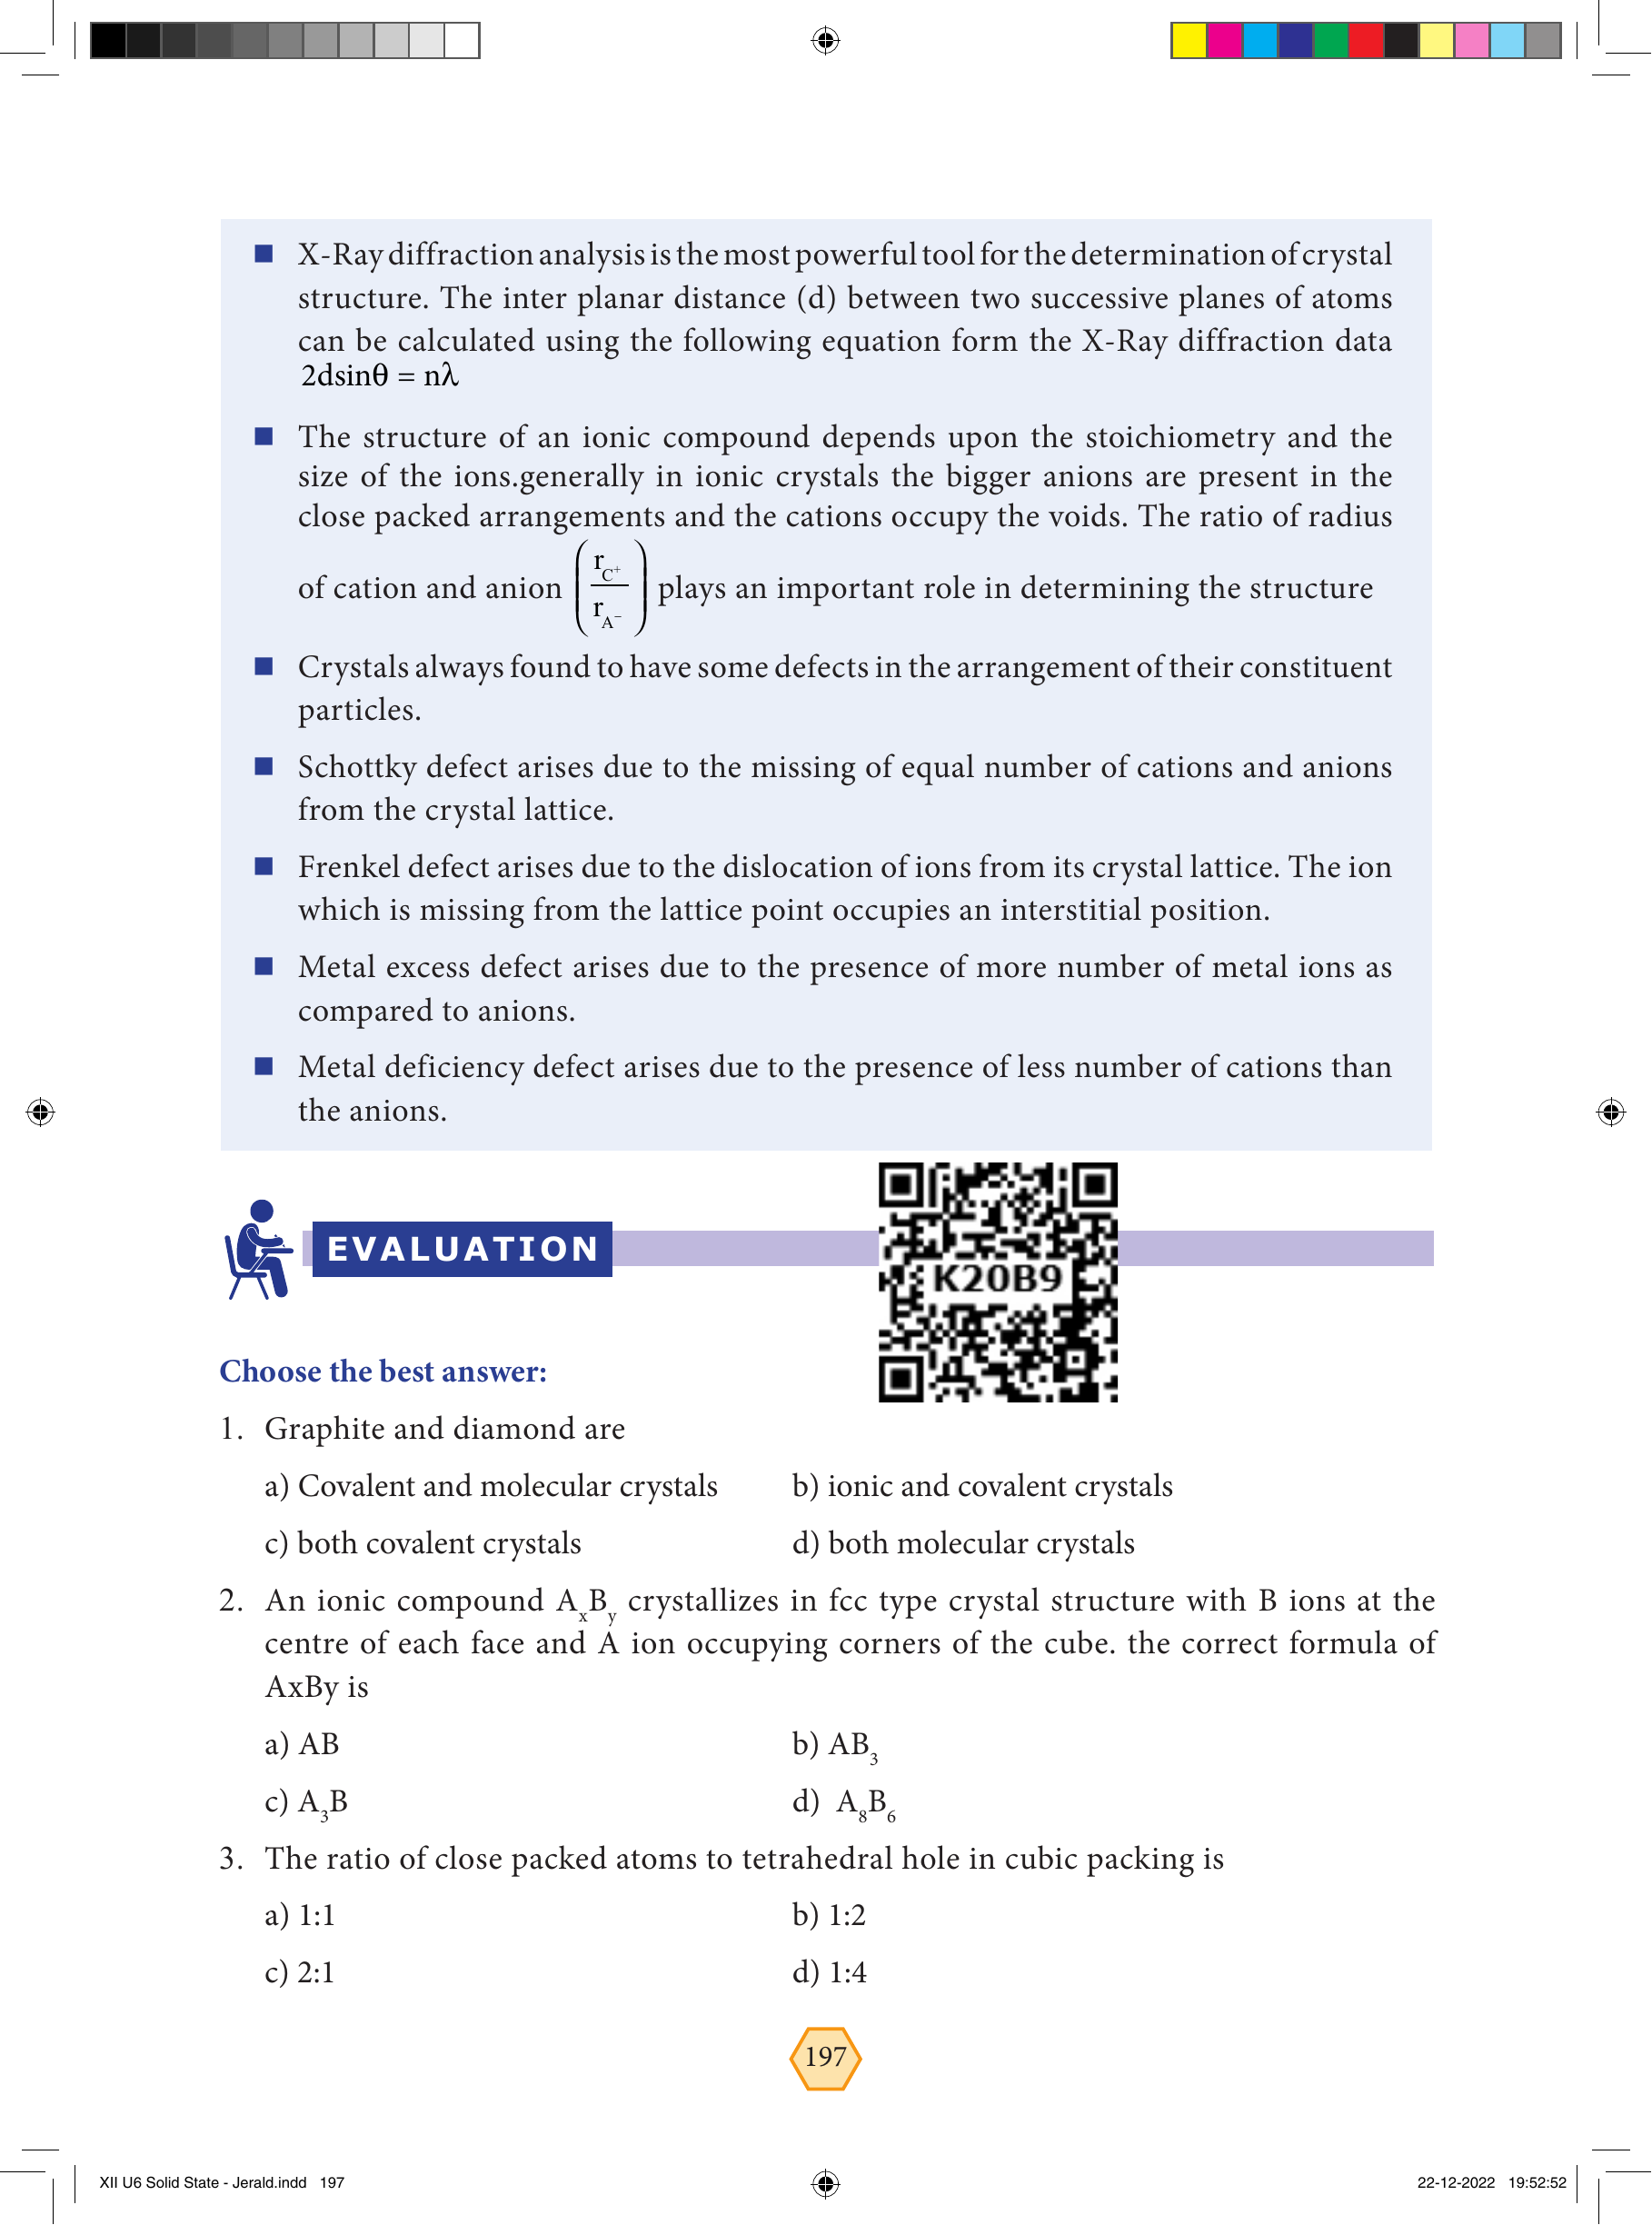 X-Ray diffraction analysis is the most powerful tool for the determination of crystal
structure. The inter planar distance (d) between two successive planes of atoms
can be calculated using the following equation form the X-Ray diffraction data
2dsinθ = nλ
The structure of an ionic compound depends upon the stoichiometry and the
size of the ions.generally in ionic crystals the bigger anions are present in the
close packed arrangements and the cations occupy the voids. The ratio of radius
of cation and anion (r_C⁺ / r_A⁻) plays an important role in determining the structure
Crystals always found to have some defects in the arrangement of their constituent
particles.
Schottky defect arises due to the missing of equal number of cations and anions
from the crystal lattice.
Frenkel defect arises due to the dislocation of ions from its crystal lattice. The ion
which is missing from the lattice point occupies an interstitial position.
Metal excess defect arises due to the presence of more number of metal ions as
compared to anions.
Metal deficiency defect arises due to the presence of less number of cations than
the anions.
EVALUATION
K20B9
Choose the best answer:
1. Graphite and diamond are
a) Covalent and molecular crystals b) ionic and covalent crystals
c) both covalent crystals d) both molecular crystals
2. An ionic compound AₓBᵧ crystallizes in fcc type crystal structure with B ions at the
centre of each face and A ion occupying corners of the cube. the correct formula of
AxBy is
a) AB b) AB₃
c) A₃B d) A₈B₆
3. The ratio of close packed atoms to tetrahedral hole in cubic packing is
a) 1:1 b) 1:2
c) 2:1 d) 1:4
197
XII U6 Solid State - Jerald.indd 197 22-12-2022 19:52:52